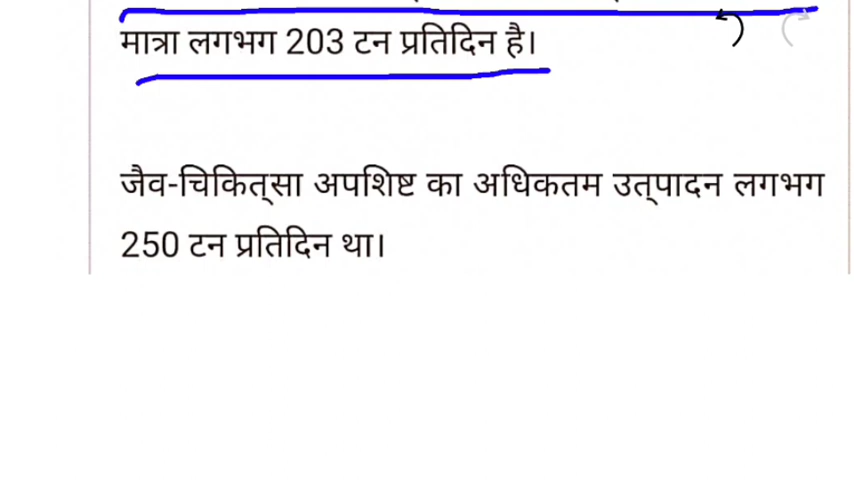 मात्रा लगभग 203 टन प्रतिदिन है।
जैव-चिकित्‍सा अपशिष्ट का अधिकतम उत्‍पादन लगभग
250 टन प्रतिदिन था।